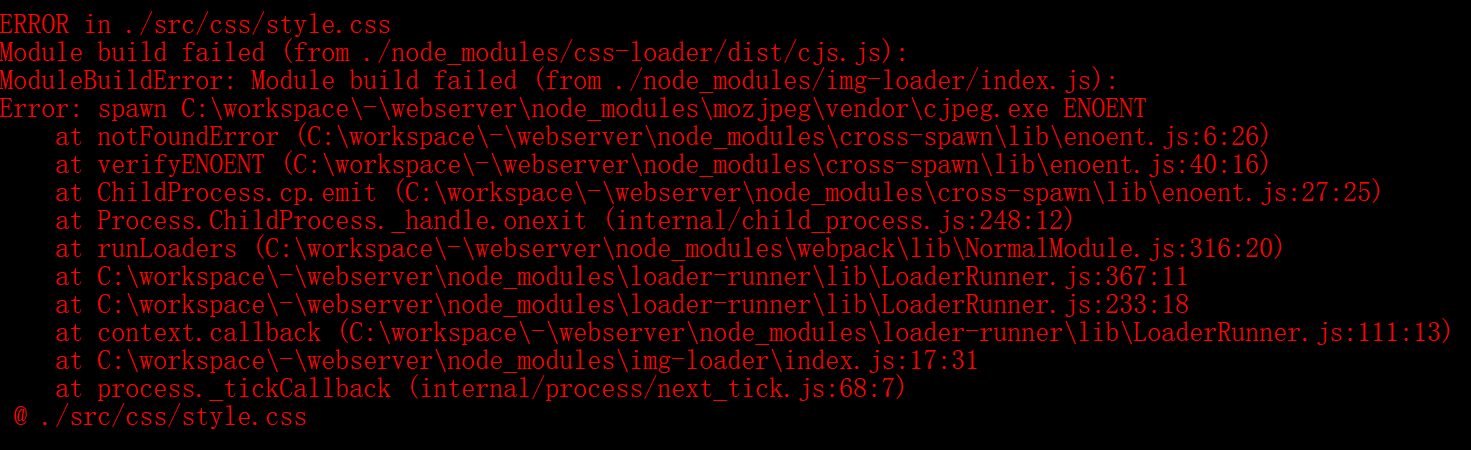 ERROR in ./src/css/style.css
Module build failed (from ./node_modules/css-loader/dist/cjs.js):
ModuleBuildError: Module build failed (from ./node_modules/img-loader/index.js):
Error: spawn C:\workspace\-\webserver\node_modules\mozjpeg\vendor\cjpeg.exe ENOENT
    at notFoundError (C:\workspace\-\webserver\node_modules\cross-spawn\lib\enoent.js:6:26)
    at verifyENOENT (C:\workspace\-\webserver\node_modules\cross-spawn\lib\enoent.js:40:16)
    at ChildProcess.cp.emit (C:\workspace\-\webserver\node_modules\cross-spawn\lib\enoent.js:27:25)
    at Process.ChildProcess._handle.onexit (internal/child_process.js:248:12)
    at runLoaders (C:\workspace\-\webserver\node_modules\webpack\lib\NormalModule.js:316:20)
    at C:\workspace\-\webserver\node_modules\loader-runner\lib\LoaderRunner.js:367:11
    at C:\workspace\-\webserver\node_modules\loader-runner\lib\LoaderRunner.js:233:18
    at context.callback (C:\workspace\-\webserver\node_modules\loader-runner\lib\LoaderRunner.js:111:13)
    at C:\workspace\-\webserver\node_modules\img-loader\index.js:17:31
    at process._tickCallback (internal/process/next_tick.js:68:7)
 @ ./src/css/style.css